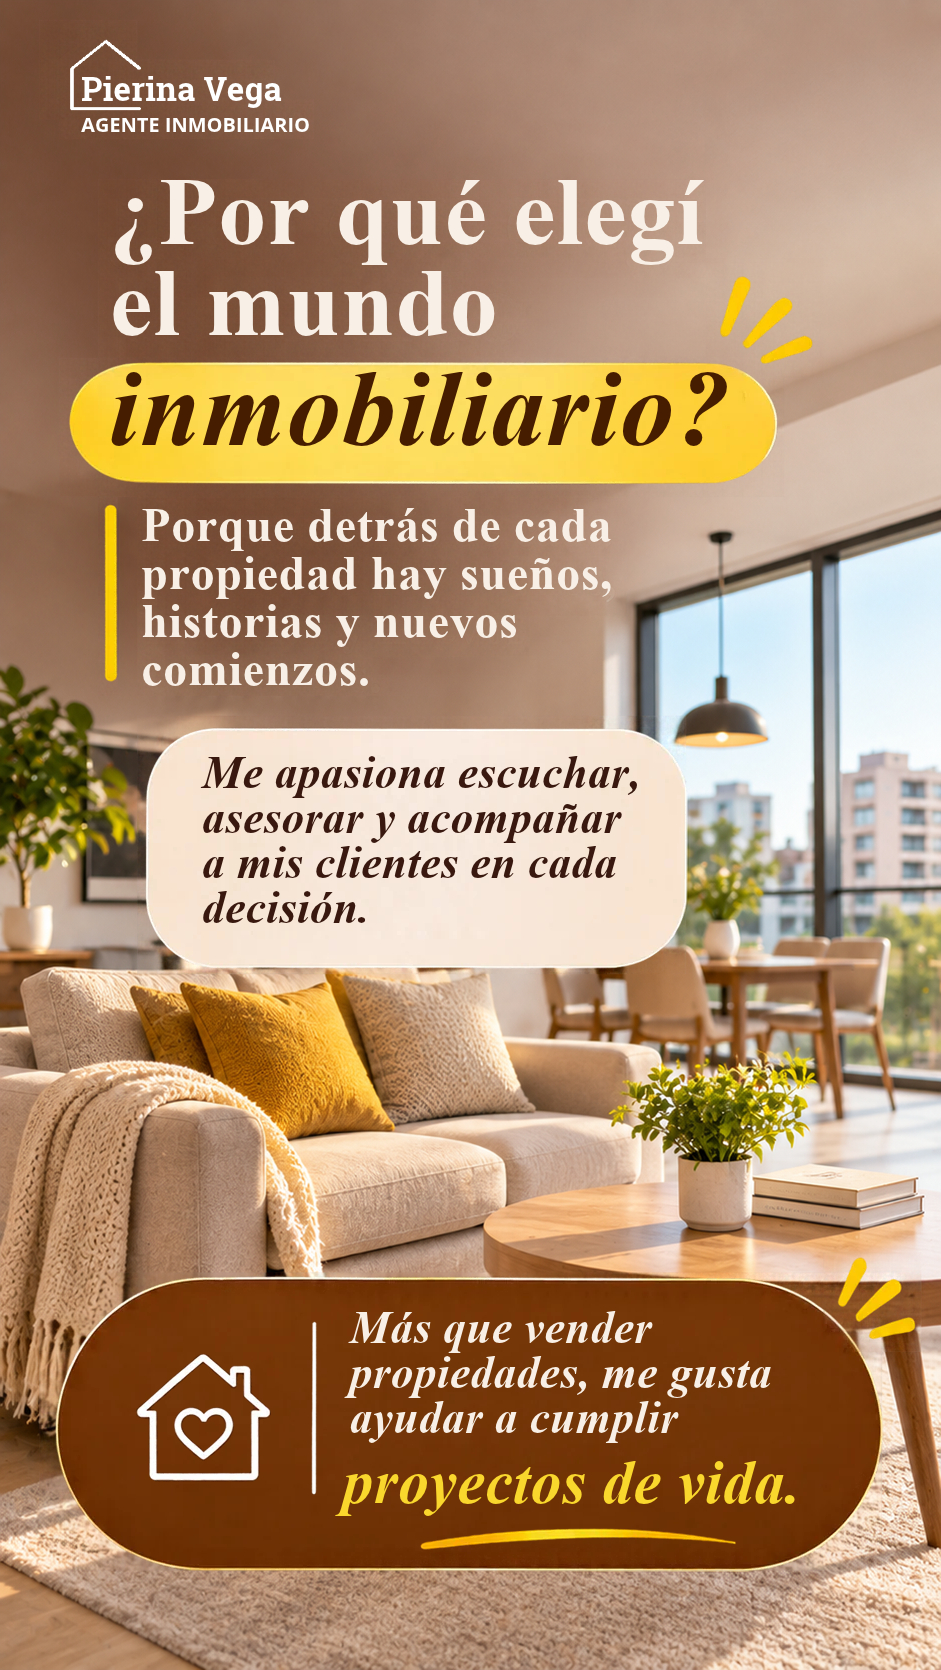 Pierina Vega
AGENTE INMOBILIARIO
¿Por qué elegí
el mundo
inmobiliario?
Porque detrás de cada
propiedad hay sueños,
historias y nuevos
comienzos.
Me apasiona escuchar,
asesorar y acompañar
a mis clientes en cada
decisión.
Más que vender
propiedades, me gusta
ayudar a cumplir
proyectos de vida.